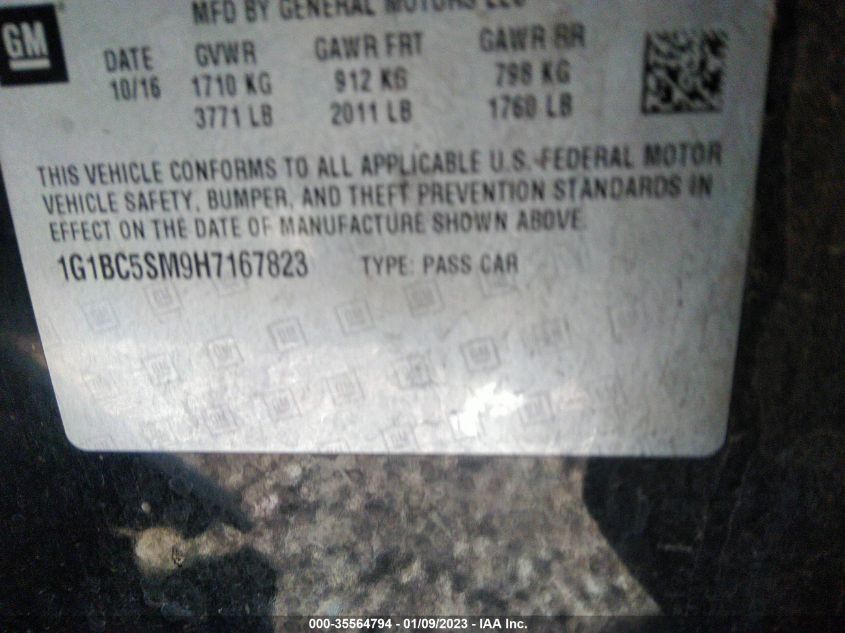 MFD BY GENERAL MOTORS LLC
GM
DATE GVWR GAWR FRT GAWR RR
10/16 1710 KG 912 KG 798 KG
3771 LB 2011 LB 1760 LB
THIS VEHICLE CONFORMS TO ALL APPLICABLE U.S. FEDERAL MOTOR
VEHICLE SAFETY, BUMPER, AND THEFT PREVENTION STANDARDS IN
EFFECT ON THE DATE OF MANUFACTURE SHOWN ABOVE.
1G1BC5SM9H7167823 TYPE: PASS CAR
000-35564794 - 01/09/2023 - IAA Inc.